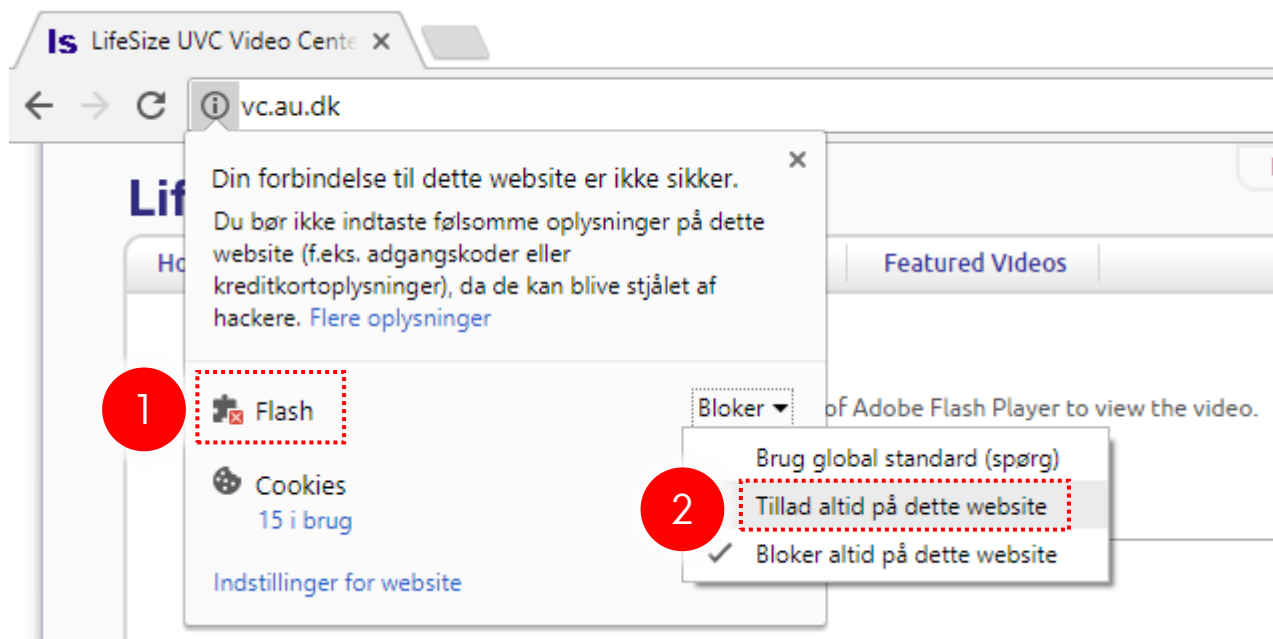 ls LifeSize UVC Video Cente
vc.au.dk
Din forbindelse til dette website er ikke sikker.
Du bør ikke indtaste følsomme oplysninger på dette
website (f.eks. adgangskoder eller
kreditkortoplysninger), da de kan blive stjålet af
hackere. Flere oplysninger
Lif
Ho
Featured Videos
1
Flash
Bloker
of Adobe Flash Player to view the video.
Cookies
15 i brug
Brug global standard (spørg)
2
Tillad altid på dette website
Bloker altid på dette website
Indstillinger for website